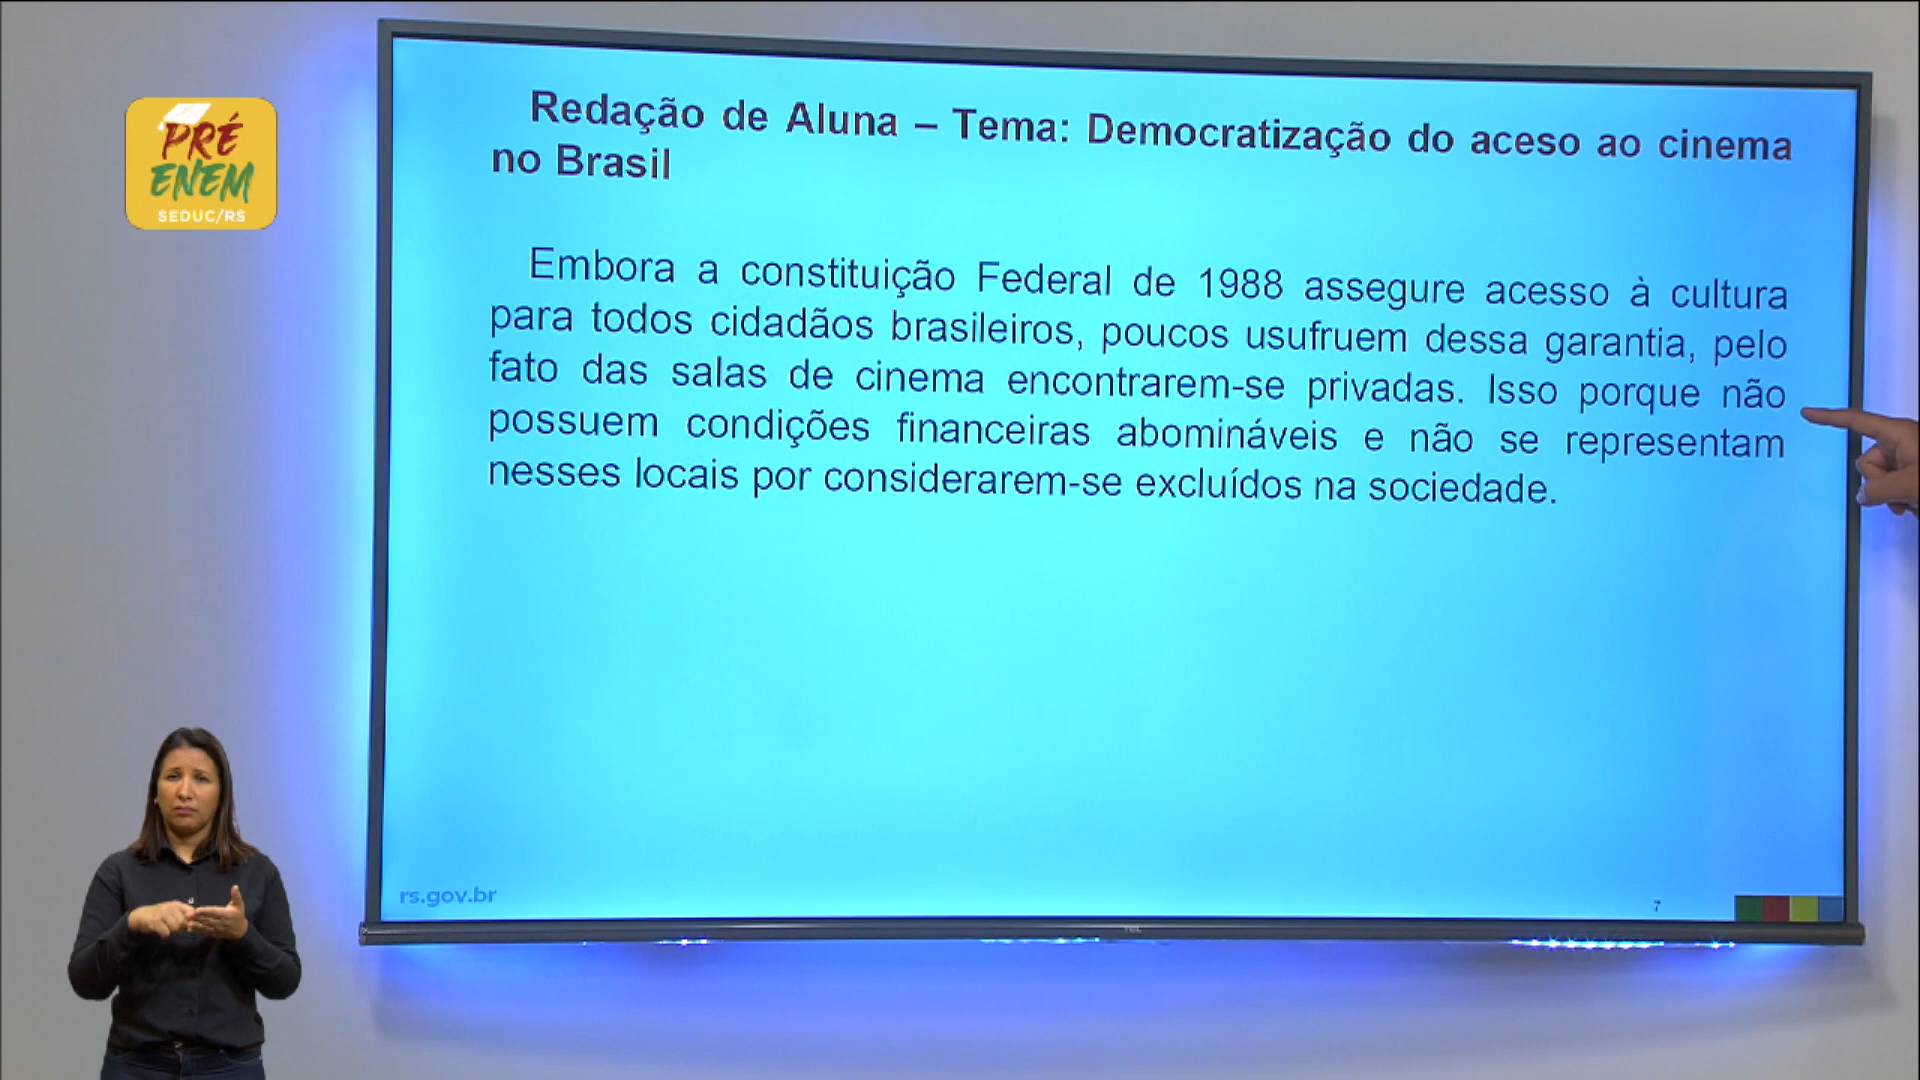 PRÉ
ENEM
SEDUC/RS
Redação de Aluna – Tema: Democratização do aceso ao cinema
no Brasil
Embora a constituição Federal de 1988 assegure acesso à cultura
para todos cidadãos brasileiros, poucos usufruem dessa garantia, pelo
fato das salas de cinema encontrarem-se privadas. Isso porque não
possuem condições financeiras abomináveis e não se representam
nesses locais por considerarem-se excluídos na sociedade.
rs.gov.br
7
TCL